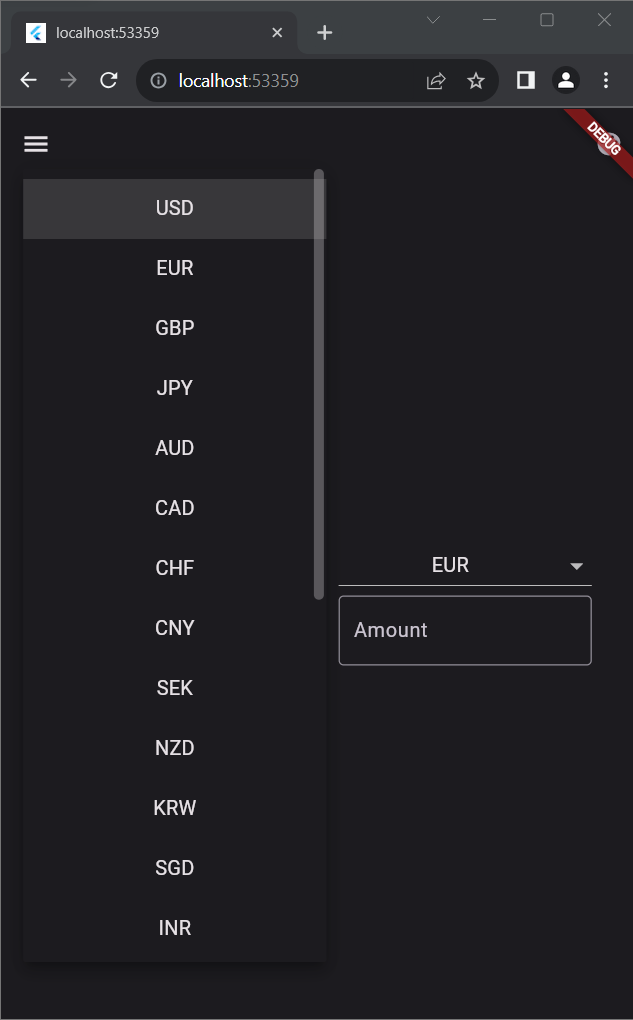 localhost:53359
localhost:53359
DEBUG
USD
EUR
GBP
JPY
AUD
CAD
CHF
CNY
SEK
NZD
KRW
SGD
INR
EUR
Amount